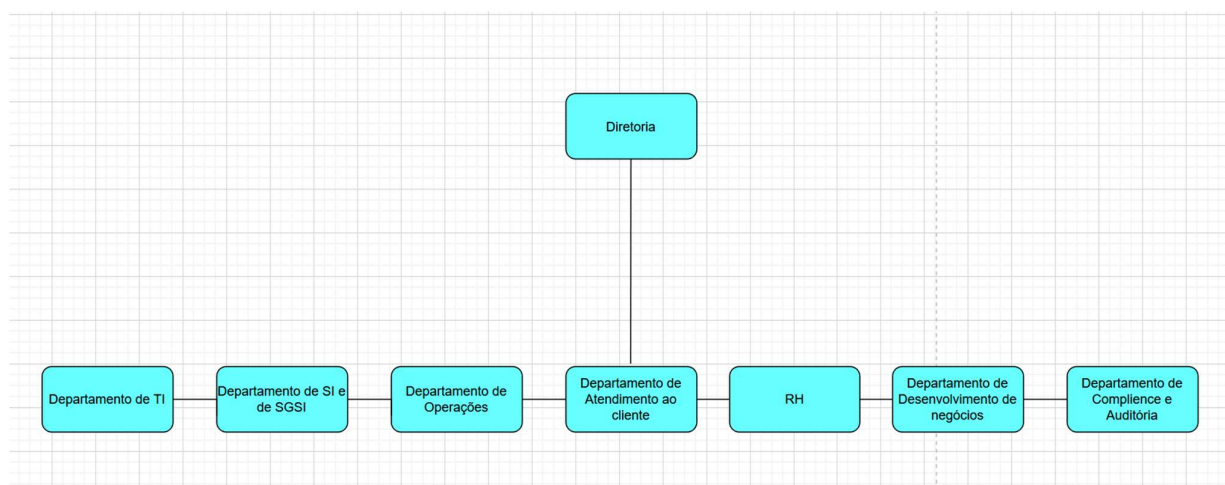 Diretoria
Departamento de TI
Departamento de SI e
de SGSI
Departamento de
Operações
Departamento de
Atendimento ao
cliente
RH
Departamento de
Desenvolvimento de
negócios
Departamento de
Complience e
Auditória